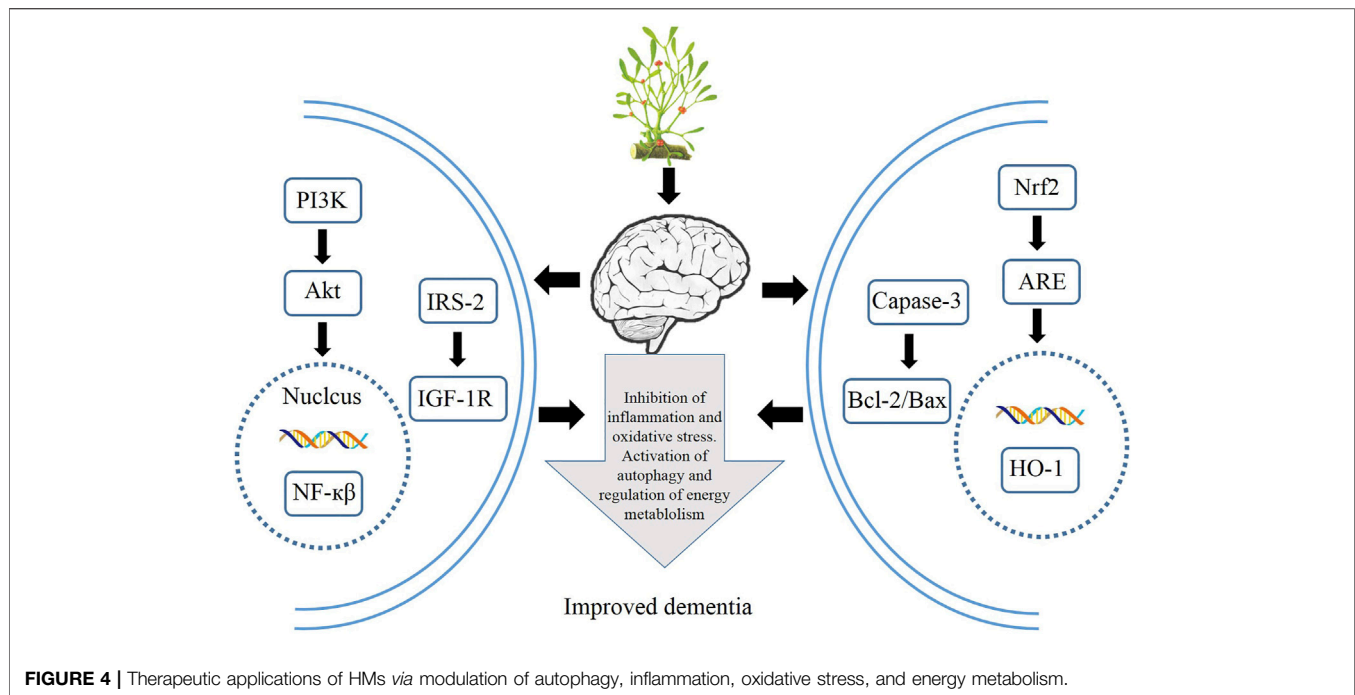 PI3K
Akt
Nuclcus
NF-κβ
IRS-2
IGF-1R
Inhibition of
inflammation and
oxidative stress.
Activation of
autophagy and
regulation of energy
metablolism
Improved dementia
Capase-3
Bcl-2/Bax
Nrf2
ARE
HO-1
FIGURE 4 | Therapeutic applications of HMs via modulation of autophagy, inflammation, oxidative stress, and energy metabolism.